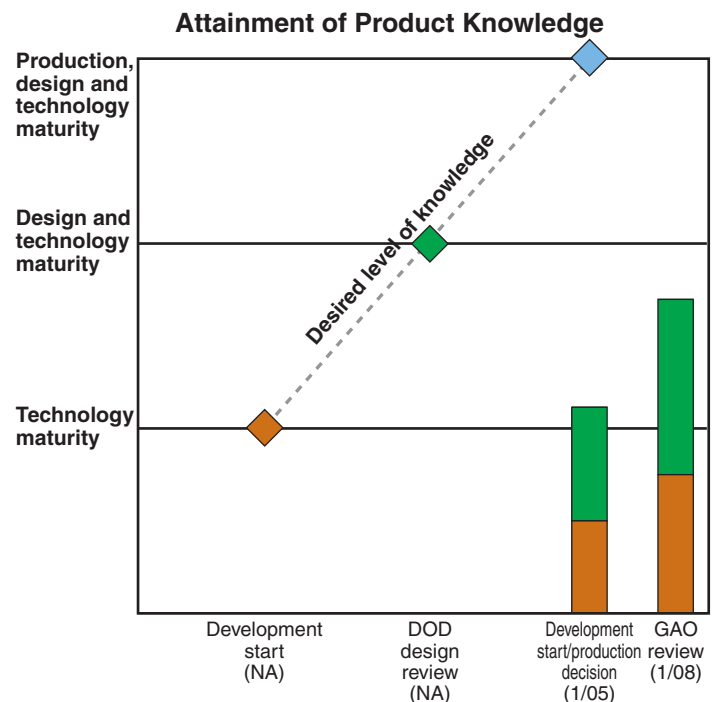 Attainment of Product Knowledge
Production,
design and
technology
maturity
Design and
technology
maturity
Technology
maturity
Desired level of knowledge
Development
start
(NA)
DOD
design
review
(NA)
Development
start/production
decision
(1/05)
GAO
review
(1/08)